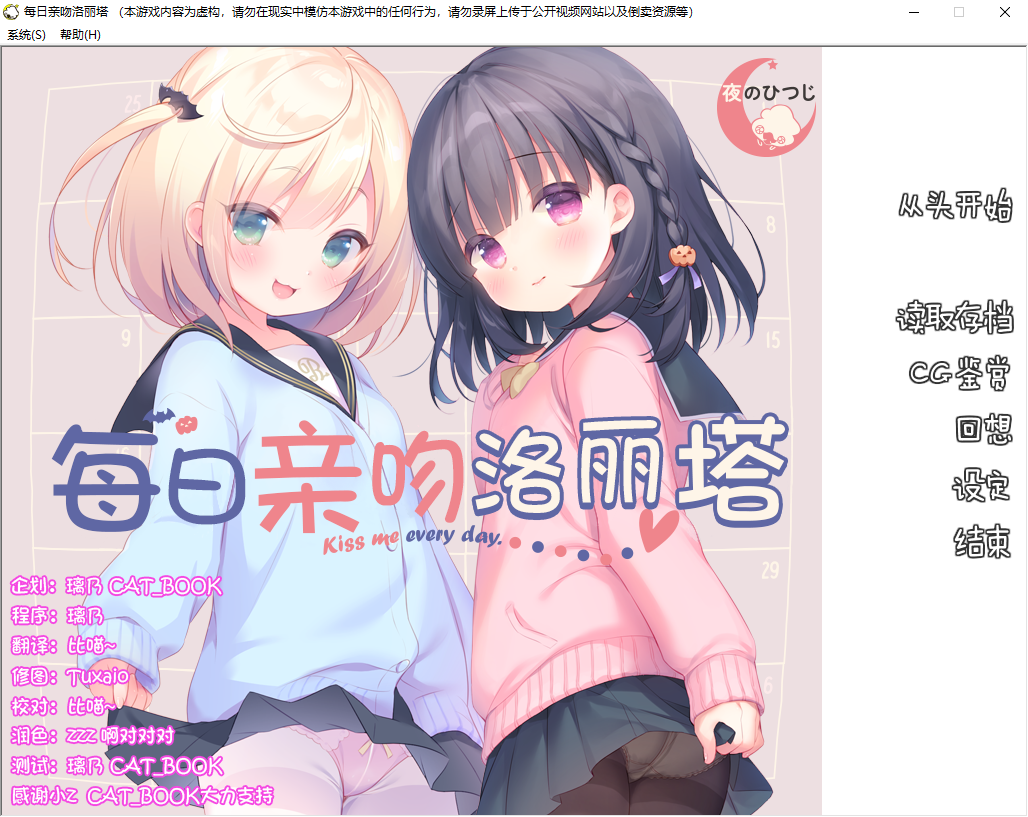 每日亲吻洛丽塔 （本游戏内容为虚构，请勿在现实中模仿本游戏中的任何行为，请勿录屏上传于公开视频网站以及倒卖资源等）
系统(S) 帮助(H)
夜のひつじ
25
8
9
15
29
6
从头开始
读取存档
CG鉴赏
回想
设定
结束
每日亲吻洛丽塔
Kiss me every day.
企划：璃乃 CAT_BOOK
程序：璃乃
翻译：比喵~
修图：Tuxaio
校对：比喵~
润色：ZZZ 啊对对对
测试：璃乃 CAT_BOOK
感谢小Z CAT_BOOK大力支持